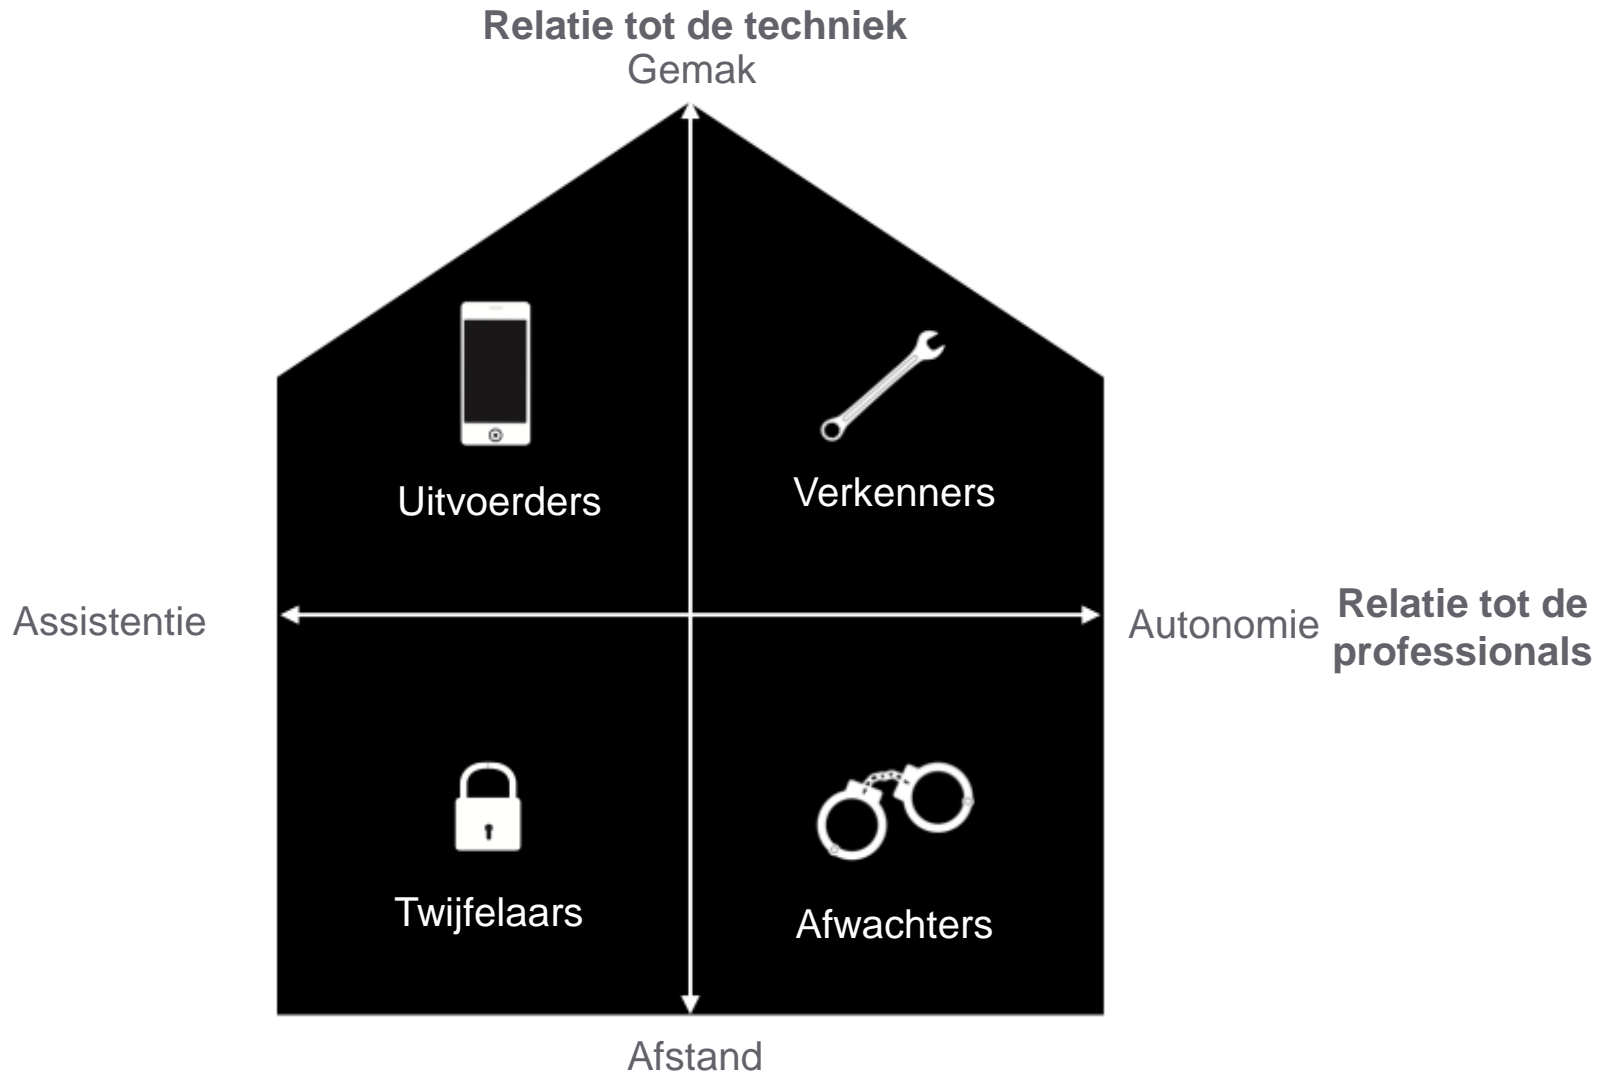 Relatie tot de techniek
Gemak
Uitvoerders
Verkenners
Assistentie
Autonomie
Relatie tot de
professionals
Twijfelaars
Afwachters
Afstand